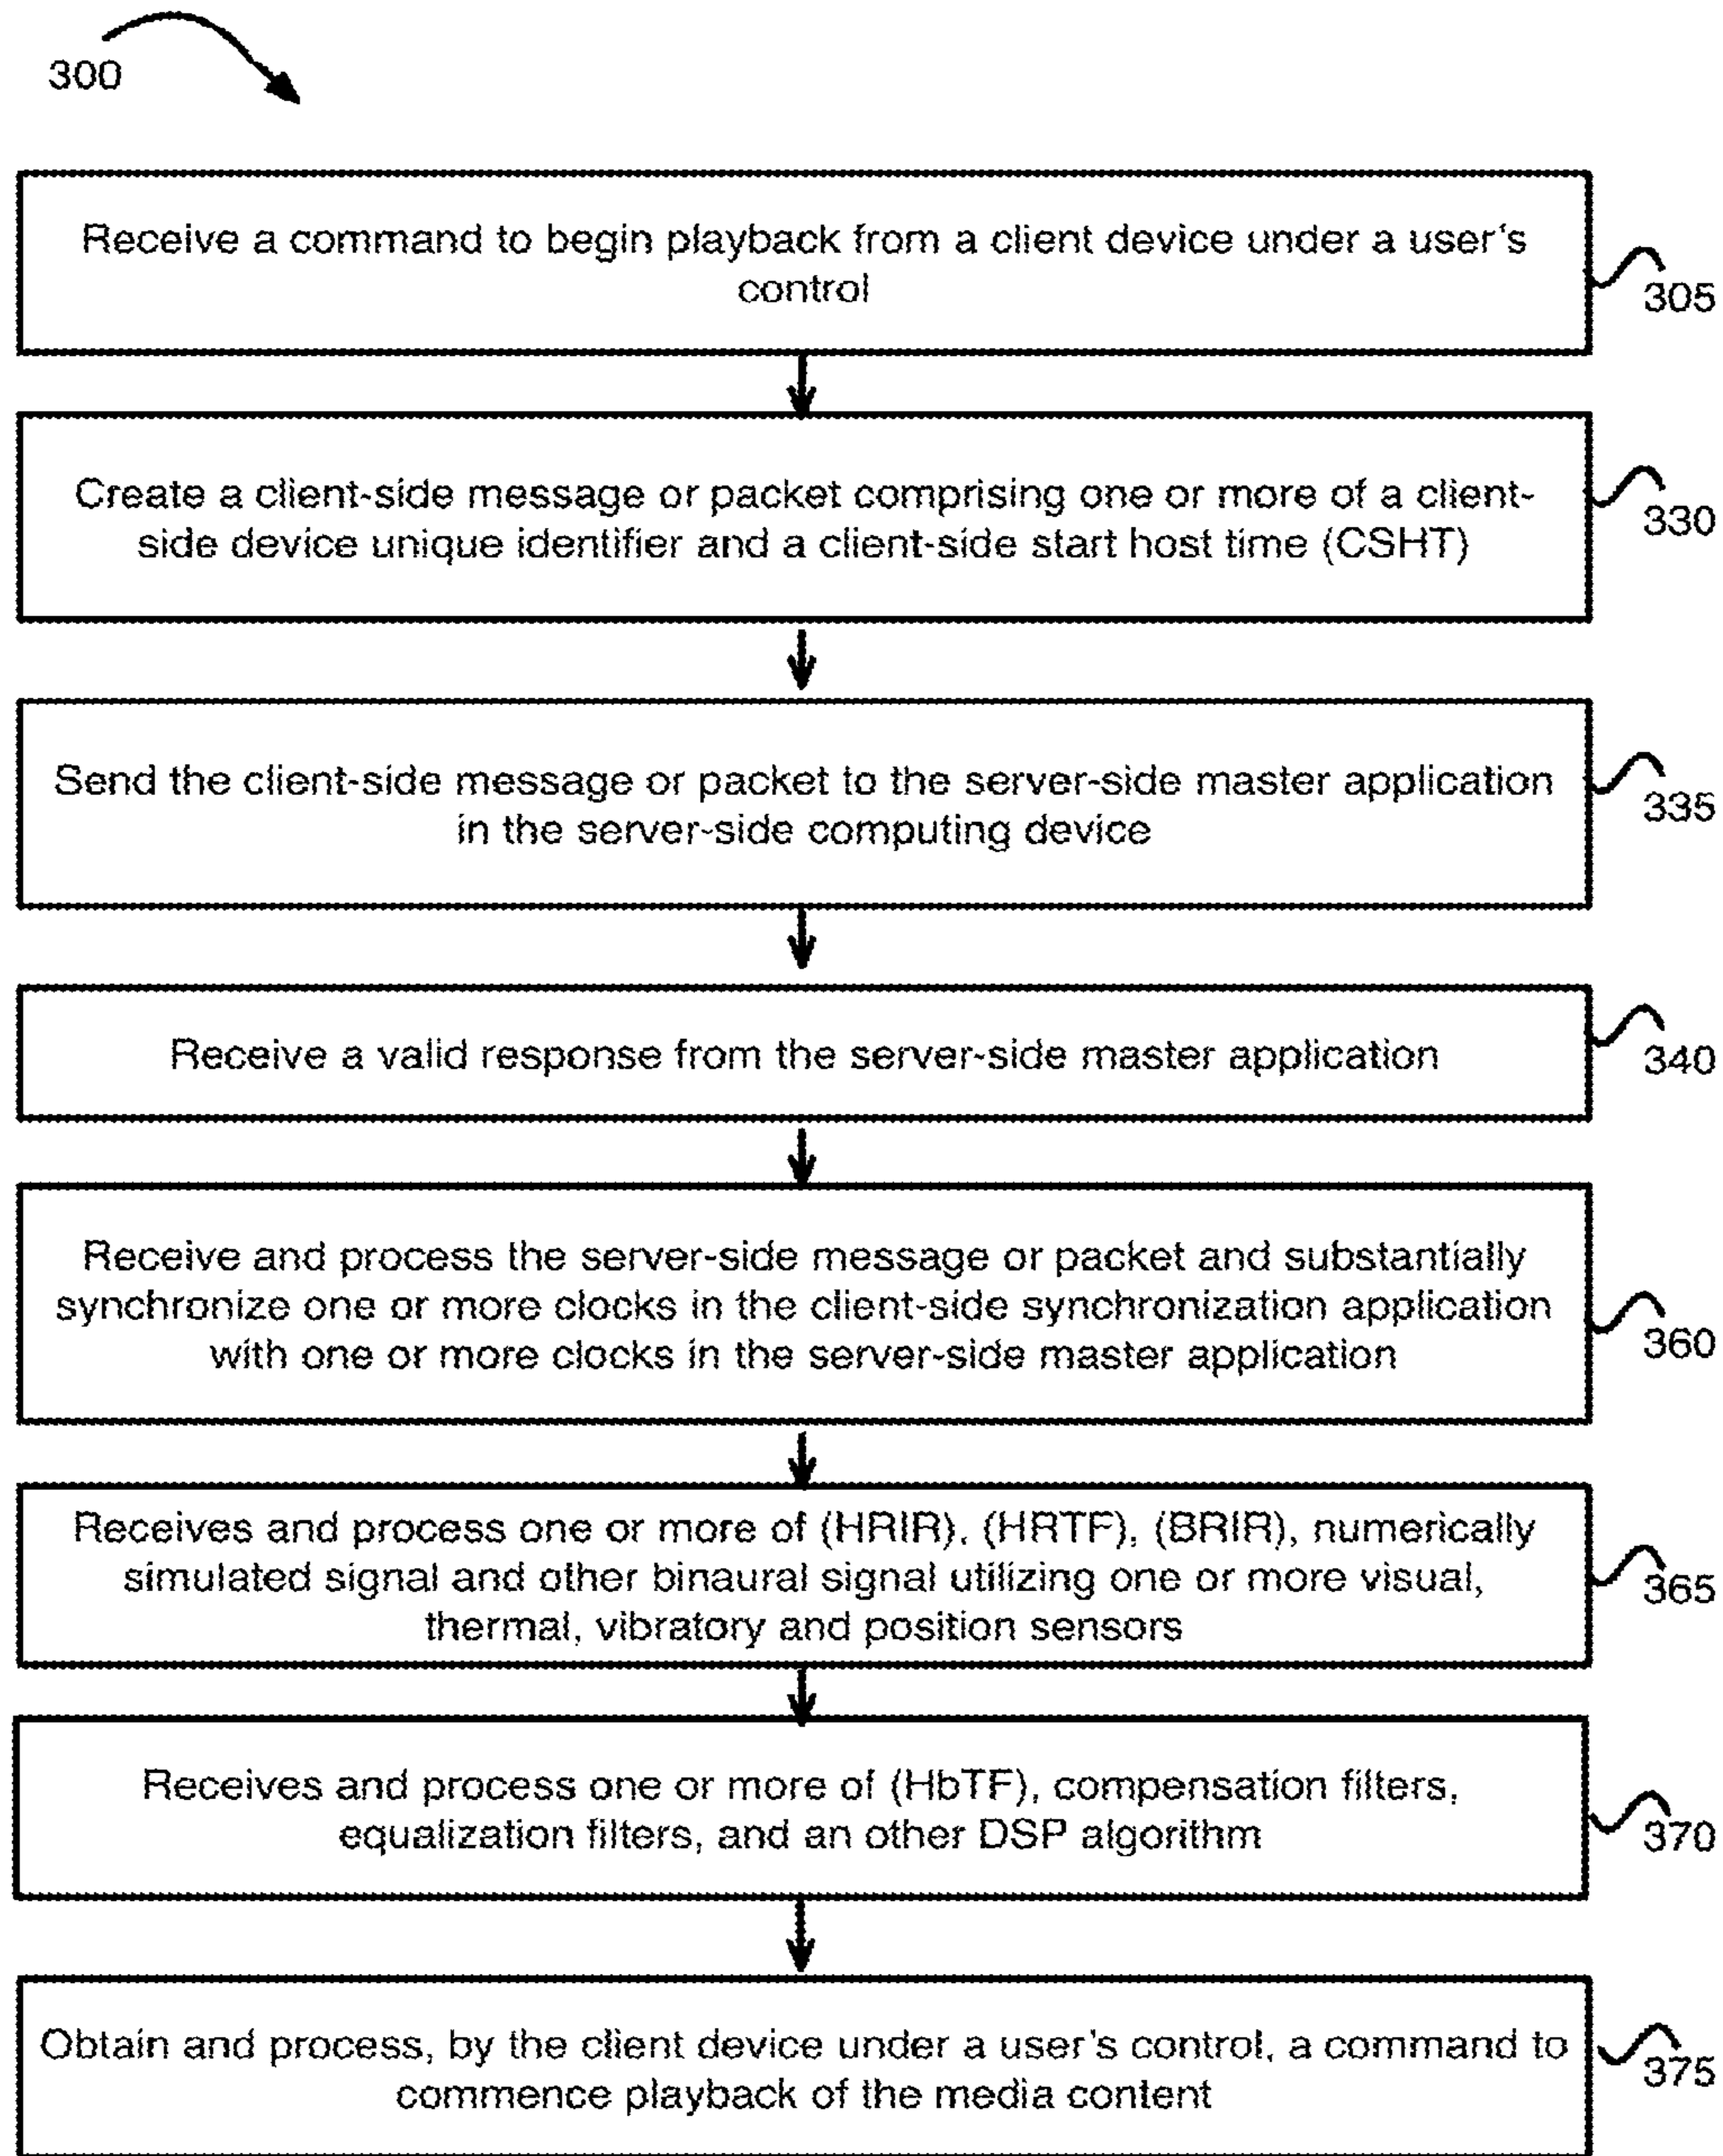 300
Receive a command to begin playback from a client device under a user's
control
305
Create a client-side message or packet comprising one or more of a client-
side device unique identifier and a client-side start host time (CSHT)
330
Send the client-side message or packet to the server-side master application
in the server-side computing device
335
Receive a valid response from the server-side master application
340
Receive and process the server-side message or packet and substantially
synchronize one or more clocks in the client-side synchronization application
with one or more clocks in the server-side master application
360
Receives and process one or more of (HRIR), (HRTF), (BRIR), numerically
simulated signal and other binaural signal utilizing one or more visual,
thermal, vibratory and position sensors
365
Receives and process one or more of (HbTF), compensation filters,
equalization filters, and an other DSP algorithm
370
Obtain and process, by the client device under a user's control, a command to
commence playback of the media content
375